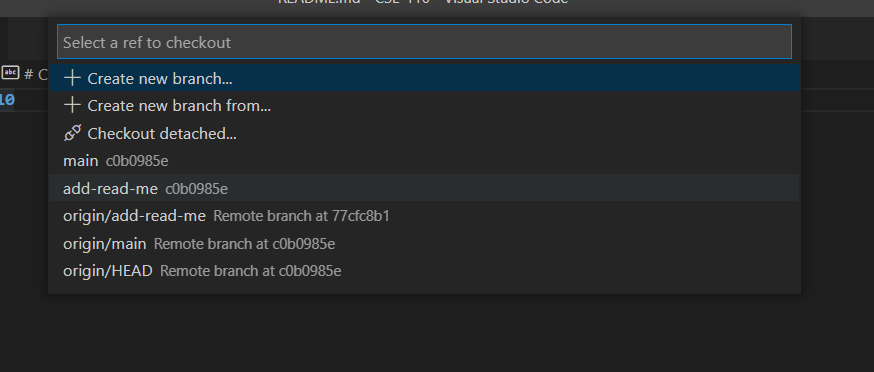 README.md - CSE-110 - Visual Studio Code
Select a ref to checkout
abc # C
10
Create new branch...
Create new branch from...
Checkout detached...
main c0b0985e
add-read-me c0b0985e
origin/add-read-me Remote branch at 77cfc8b1
origin/main Remote branch at c0b0985e
origin/HEAD Remote branch at c0b0985e